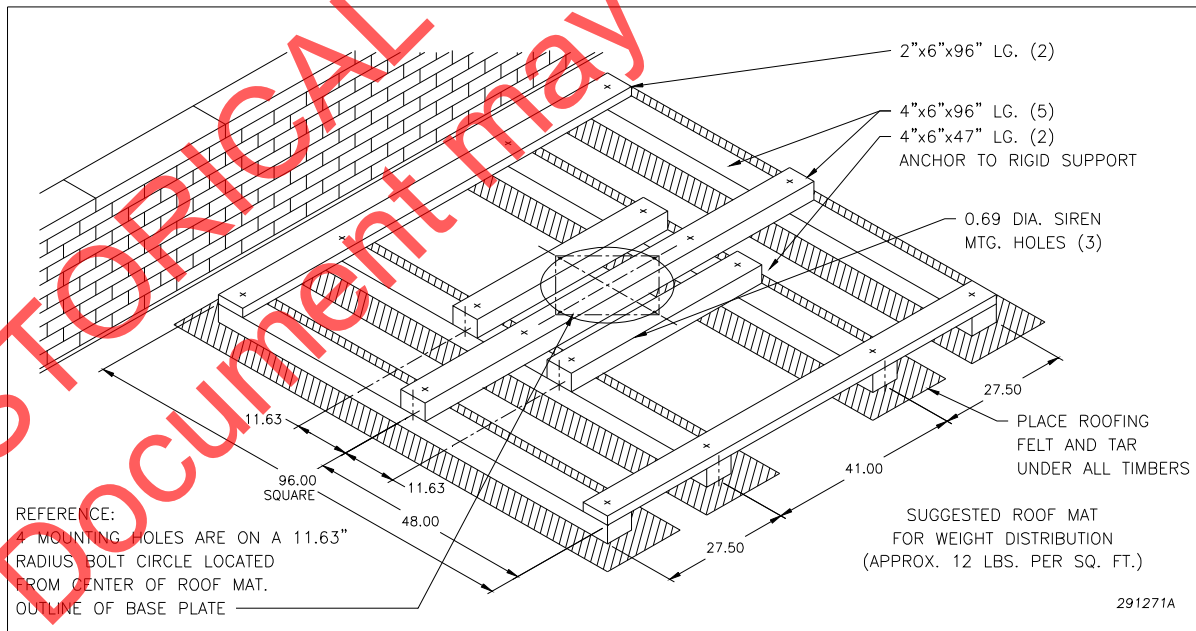 2”x6”x96” LG. (2)
4”x6”x96” LG. (5)
4”x6”x47” LG. (2)
ANCHOR TO RIGID SUPPORT
0.69 DIA. SIREN
MTG. HOLES (3)
27.50
PLACE ROOFING
FELT AND TAR
UNDER ALL TIMBERS
41.00
27.50
11.63
11.63
96.00
SQUARE
48.00
REFERENCE:
4 MOUNTING HOLES ARE ON A 11.63”
RADIUS BOLT CIRCLE LOCATED
FROM CENTER OF ROOF MAT.
OUTLINE OF BASE PLATE
SUGGESTED ROOF MAT
FOR WEIGHT DISTRIBUTION
(APPROX. 12 LBS. PER SQ. FT.)
291271A
STORICAL
Document may